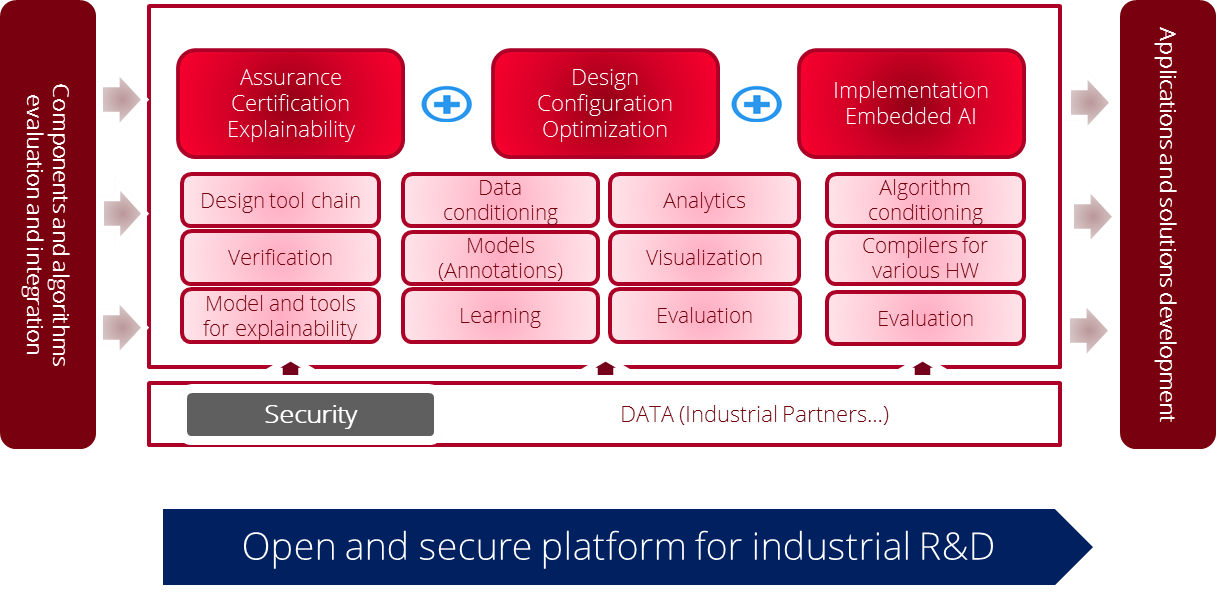 Components and algorithms
evaluation and integration
Assurance
Certification
Explainability
Design
Configuration
Optimization
Implementation
Embedded AI
Design tool chain
Verification
Model and tools
for explainability
Data
conditioning
Models
(Annotations)
Learning
Analytics
Visualization
Evaluation
Algorithm
conditioning
Compilers for
various HW
Evaluation
Security
DATA (Industrial Partners...)
Applications and solutions development
Open and secure platform for industrial R&D